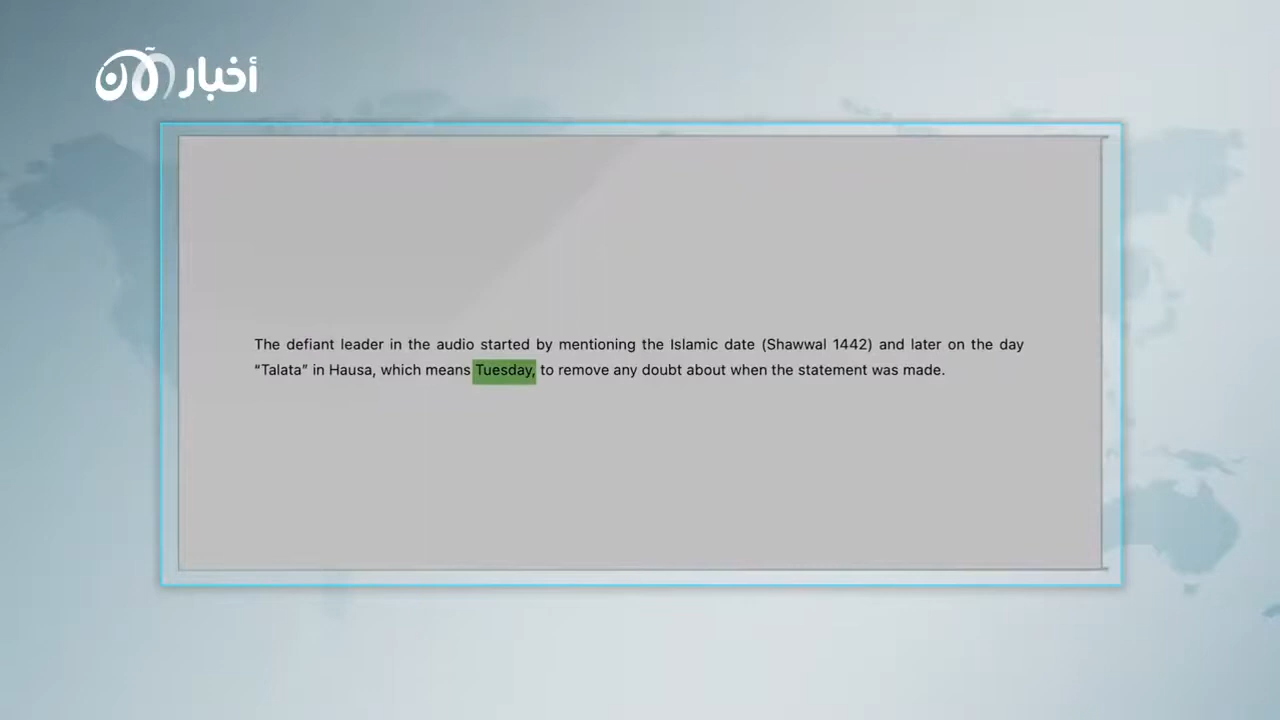 أخبار الآن
The defiant leader in the audio started by mentioning the Islamic date (Shawwal 1442) and later on the day
“Talata” in Hausa, which means Tuesday, to remove any doubt about when the statement was made.